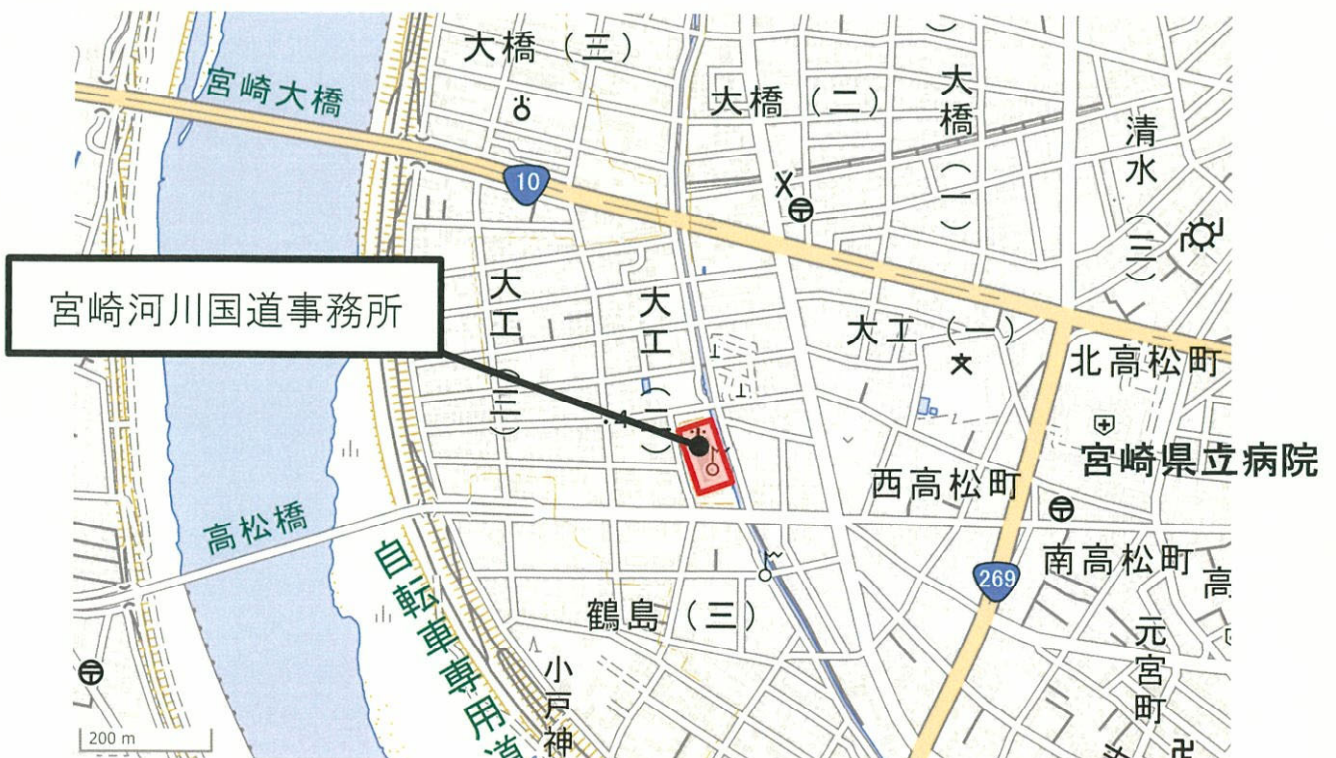 大橋(三)
宮崎大橋
大橋(二)
大橋(一)
清水(三)
10
宮崎河川国道事務所
大工(三)
大工(二)
大工(一)
北高松町
宮崎県立病院
西高松町
高松橋
269
南高松町
高
自転車専用道
鶴島(三)
小戸神
元宮町
200 m